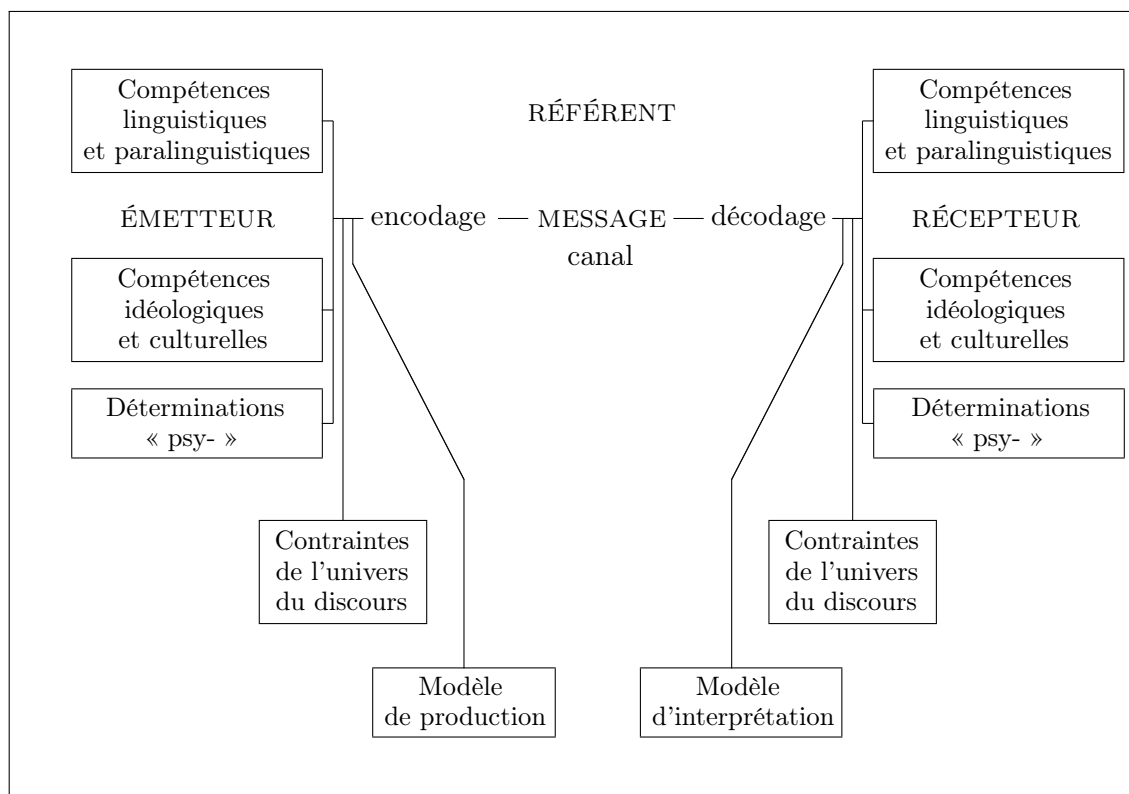 Compétences
linguistiques
et paralinguistiques
RÉFÉRENT
Compétences
linguistiques
et paralinguistiques
ÉMETTEUR
encodage
MESSAGE
canal
décodage
RÉCEPTEUR
Compétences
idéologiques
et culturelles
Compétences
idéologiques
et culturelles
Déterminations
« psy- »
Déterminations
« psy- »
Contraintes
de l'univers
du discours
Contraintes
de l'univers
du discours
Modèle
de production
Modèle
d'interprétation